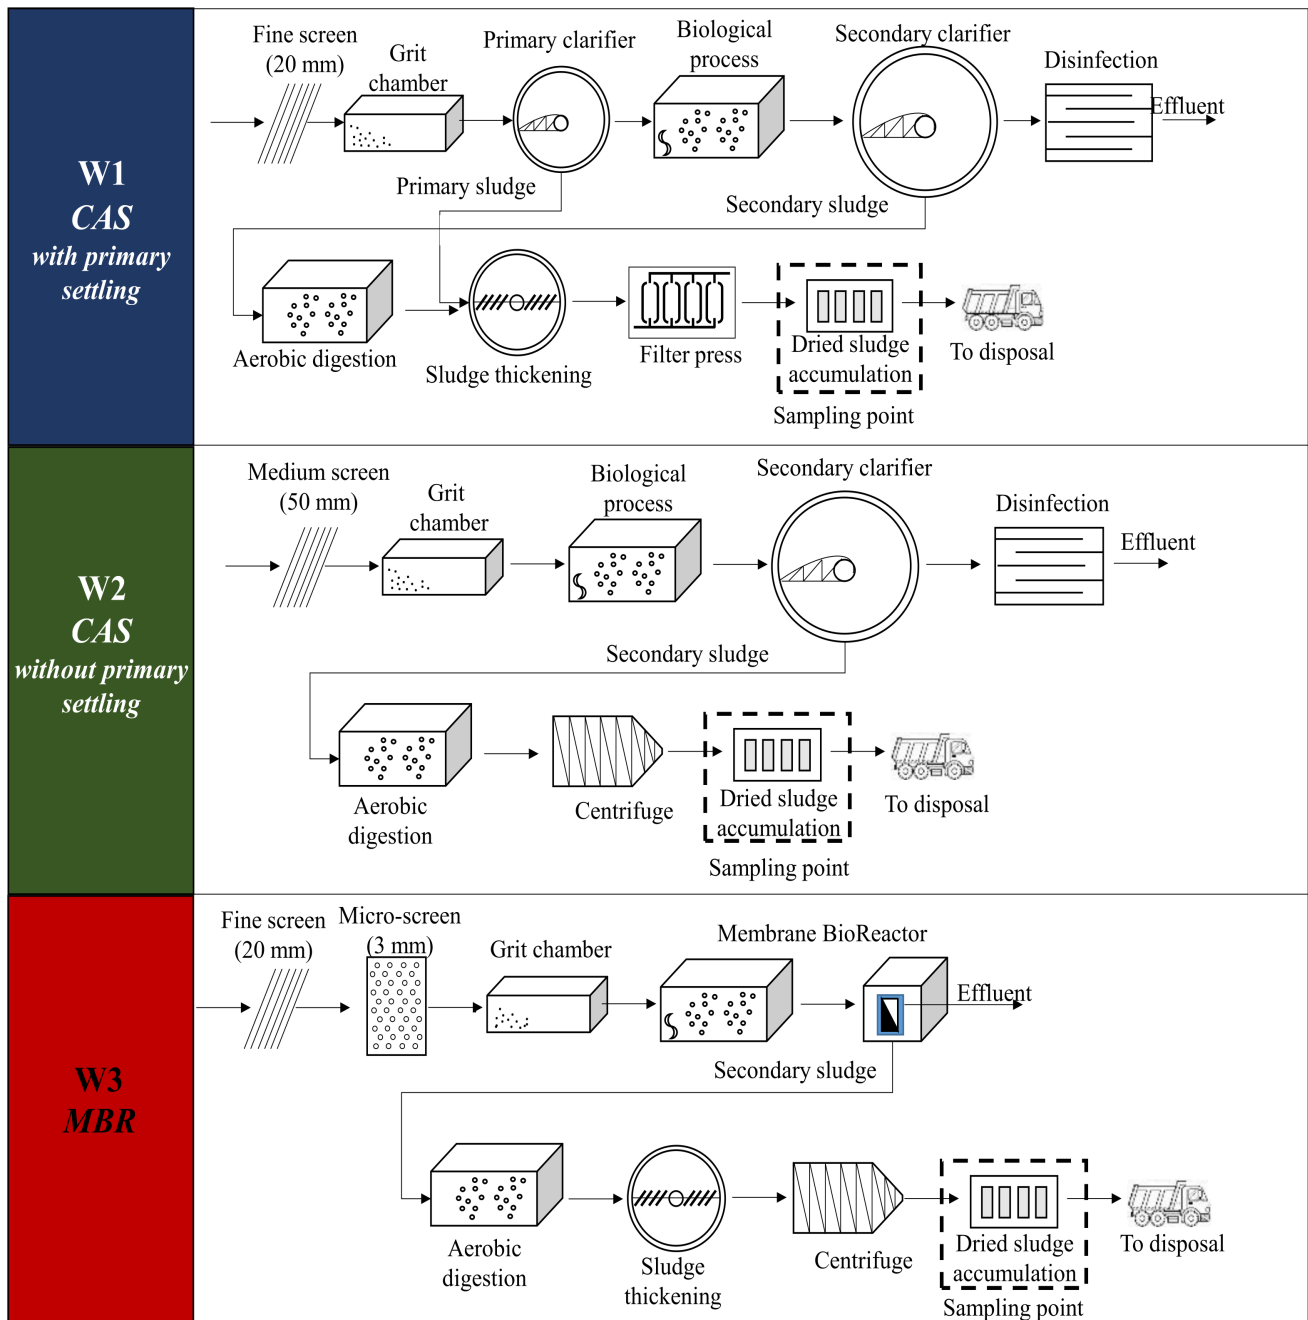 W1
CAS
with primary
settling
Fine screen
(20 mm)
Grit
chamber
Primary clarifier
Biological
process
Secondary clarifier
Disinfection
Effluent
Primary sludge
Secondary sludge
Aerobic digestion
Sludge thickening
Filter press
Dried sludge
accumulation
Sampling point
To disposal
W2
CAS
without primary
settling
Medium screen
(50 mm)
Grit
chamber
Biological
process
Secondary clarifier
Disinfection
Effluent
Secondary sludge
Aerobic
digestion
Centrifuge
Dried sludge
accumulation
Sampling point
To disposal
W3
MBR
Fine screen
(20 mm)
Micro-screen
(3 mm)
Grit chamber
Membrane BioReactor
Effluent
Secondary sludge
Aerobic
digestion
Sludge
thickening
Centrifuge
Dried sludge
accumulation
Sampling point
To disposal